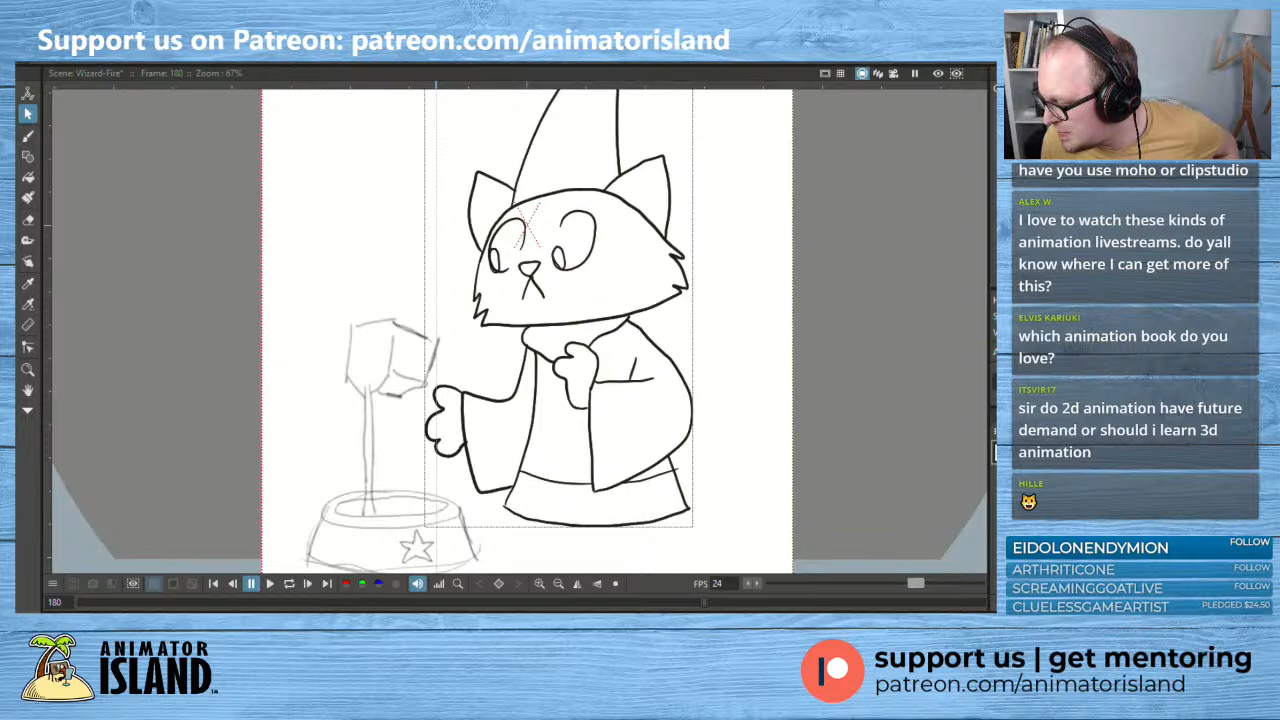 Support us on Patreon: patreon.com/animatorisland
Scene: Wizard-Fire* :: Frame: 180 :: Zoom : 67%
have you use moho or clipstudio
ALEX W
I love to watch these kinds of
animation livestreams. do yall
know where I can get more of
this?
ELVIS KARIUKI
which animation book do you
love?
ITSVIR17
sir do 2d animation have future
demand or should i learn 3d
animation
HILLE
EIDOLONENDYMION FOLLOW
ARTHRITICONE FOLLOW
SCREAMINGGOATLIVE FOLLOW
CLUELESSGAMEARTIST PLEDGED $24.50
FPS 24
180
ANIMATOR
ISLAND™
support us | get mentoring
patreon.com/animatorisland